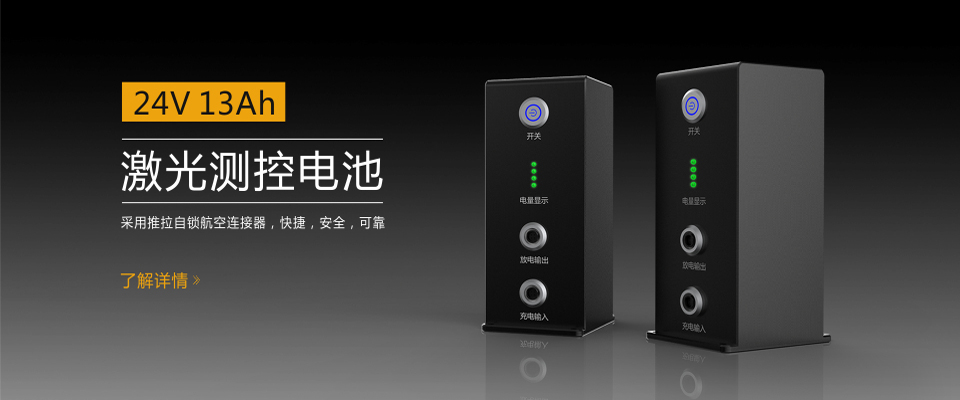 24V 13Ah
激光测控电池
采用推拉自锁航空连接器，快捷，安全，可靠
了解详情 》
开关
电量显示
放电输出
充电输入
开关
电量显示
放电输出
充电输入